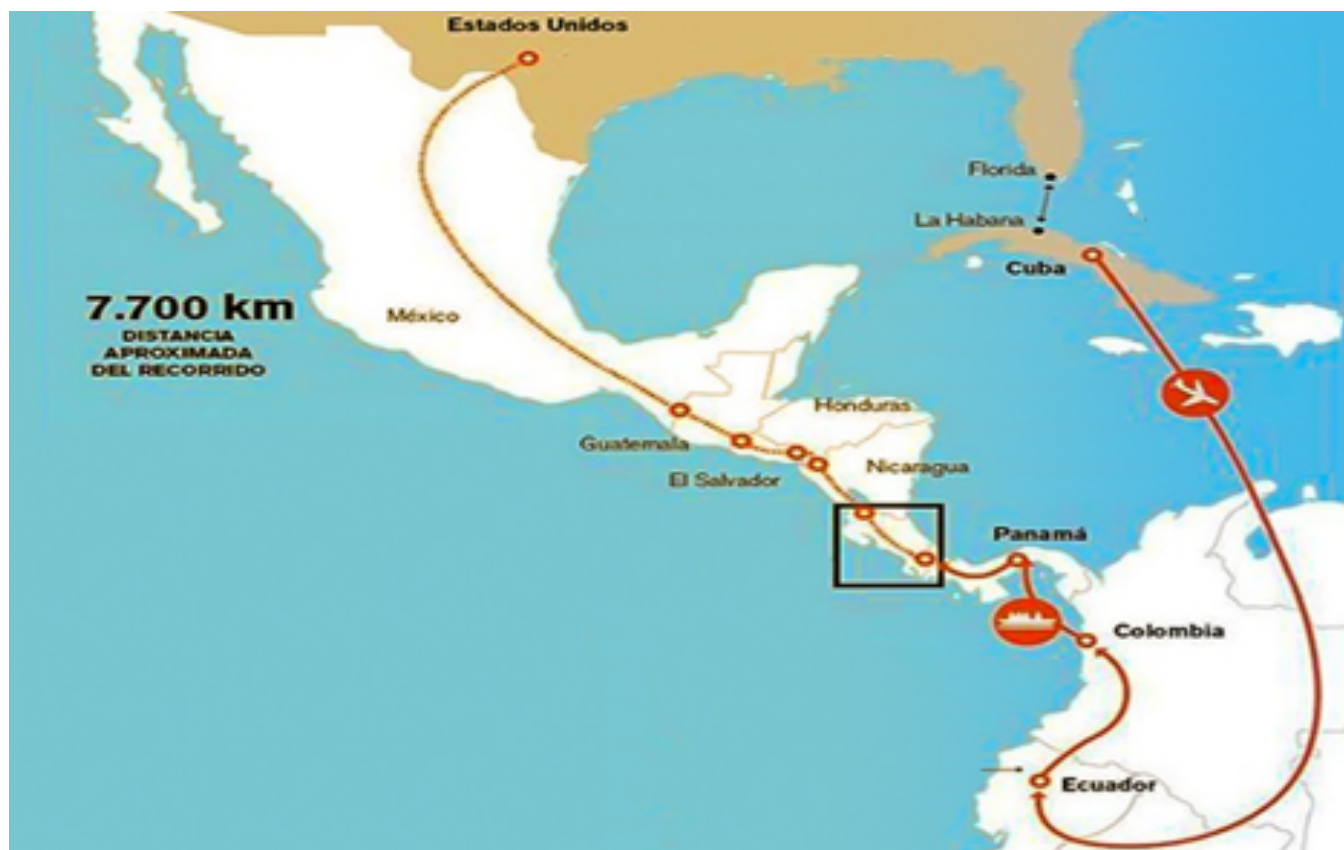 Estados Unidos
Florida
La Habana
Cuba
7.700 km
DISTANCIA
APROXIMADA
DEL RECORRIDO
México
Honduras
Guatemala
Nicaragua
El Salvador
Panamá
Colombia
Ecuador